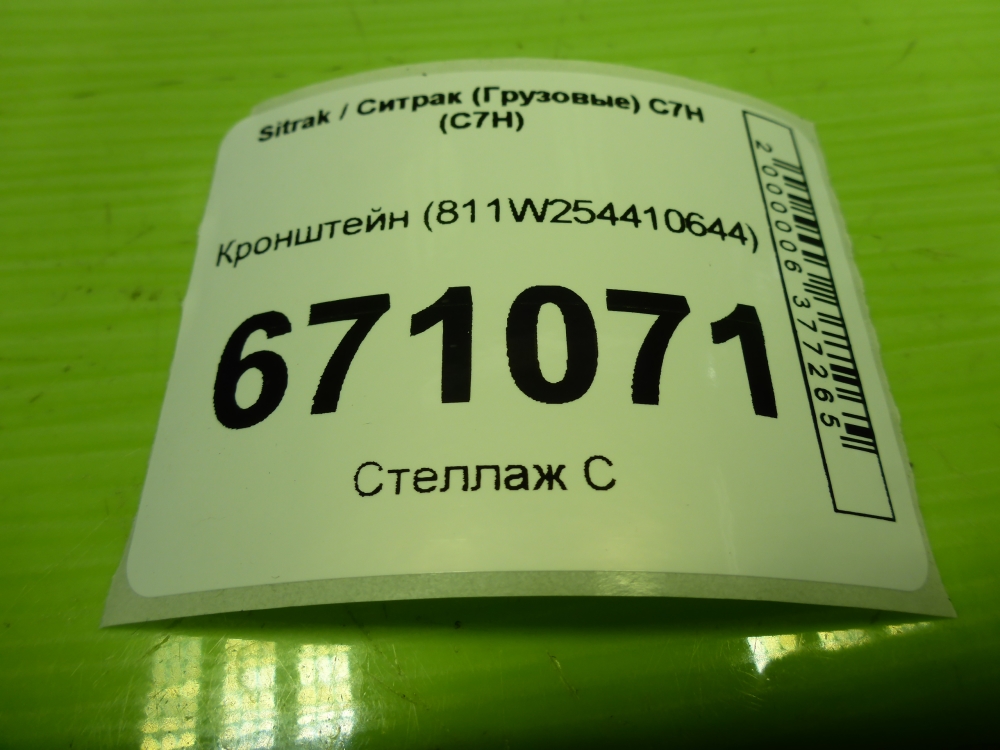 Sitrak / Ситрак (Грузовые) C7H
(C7H)
Кронштейн (811W254410644)
671071
Стеллаж С
2000006377265